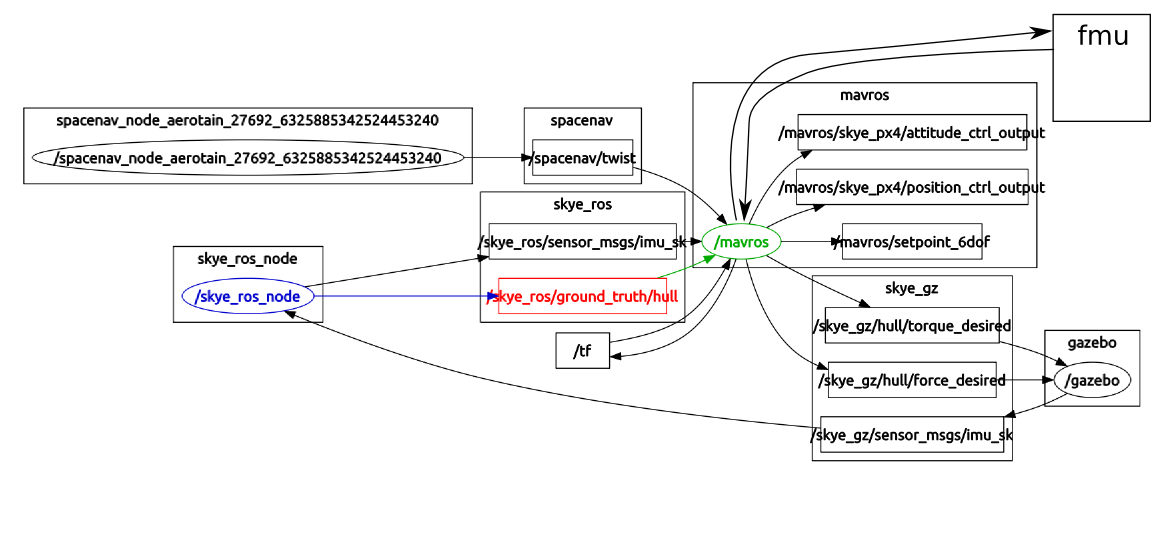 fmu
mavros
spacenav_node_aerotain_27692_6325885342524453240
spacenav
/mavros/skye_px4/attitude_ctrl_output
/spacenav_node_aerotain_27692_6325885342524453240
/spacenav/twist
/mavros/skye_px4/position_ctrl_output
skye_ros
/skye_ros/sensor_msgs/imu_sk
/mavros
/mavros/setpoint_6dof
skye_ros_node
/skye_ros_node
/skye_ros/ground_truth/hull
skye_gz
/skye_gz/hull/torque_desired
/tf
gazebo
/skye_gz/hull/force_desired
/gazebo
/skye_gz/sensor_msgs/imu_sk